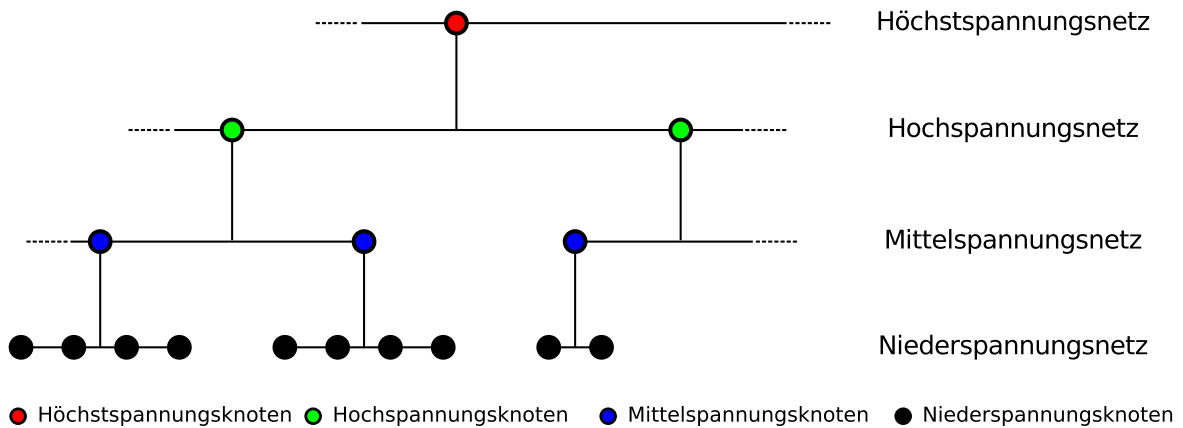 Höchstspannungsnetz
Hochspannungsnetz
Mittelspannungsnetz
Niederspannungsnetz
Höchstspannungsknoten Hochspannungsknoten Mittelspannungsknoten Niederspannungsknoten